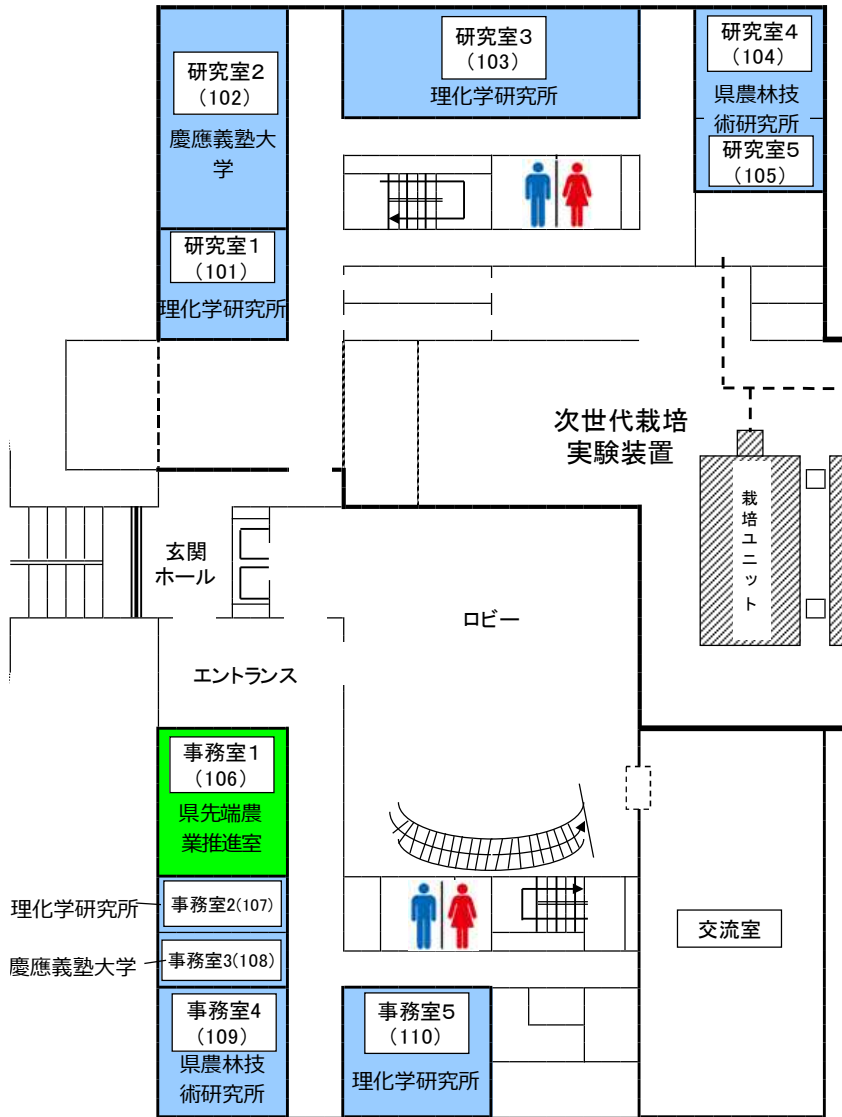 研究室2
(102)
慶應義塾大
学
研究室3
(103)
理化学研究所
研究室4
(104)
県農林技
術研究所
研究室5
(105)
研究室1
(101)
理化学研究所
次世代栽培
実験装置
栽培ユニット
玄関
ホール
ロビー
エントランス
事務室1
(106)
県先端農
業推進室
理化学研究所
事務室2(107)
慶應義塾大学
事務室3(108)
交流室
事務室4
(109)
県農林技
術研究所
事務室5
(110)
理化学研究所